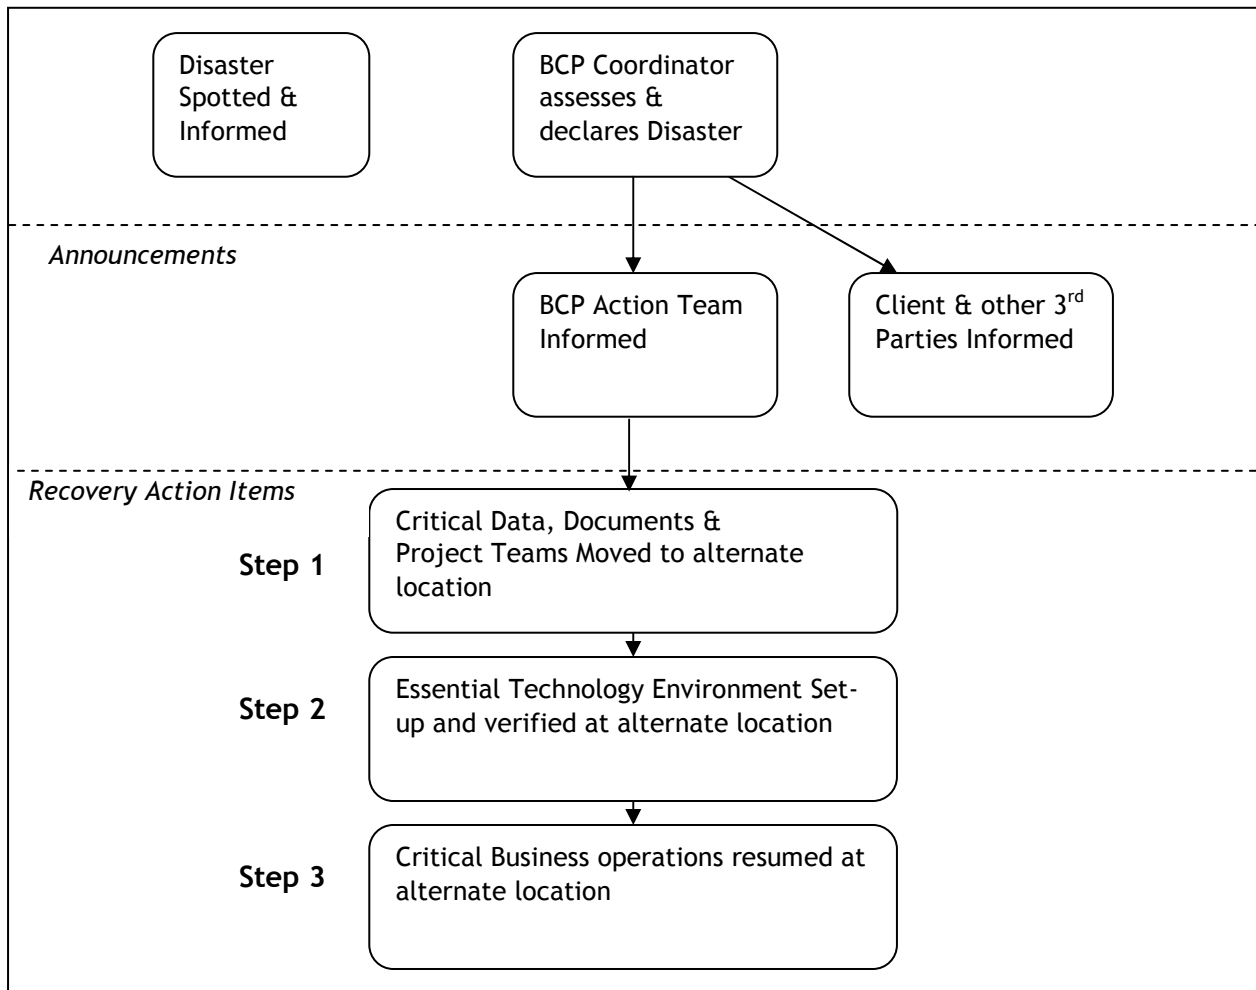 Disaster
Spotted &
Informed
BCP Coordinator
assesses &
declares Disaster
Announcements
BCP Action Team
Informed
Client & other 3rd
Parties Informed
Recovery Action Items
Step 1
Critical Data, Documents &
Project Teams Moved to alternate
location
Step 2
Essential Technology Environment Set-
up and verified at alternate location
Step 3
Critical Business operations resumed at
alternate location